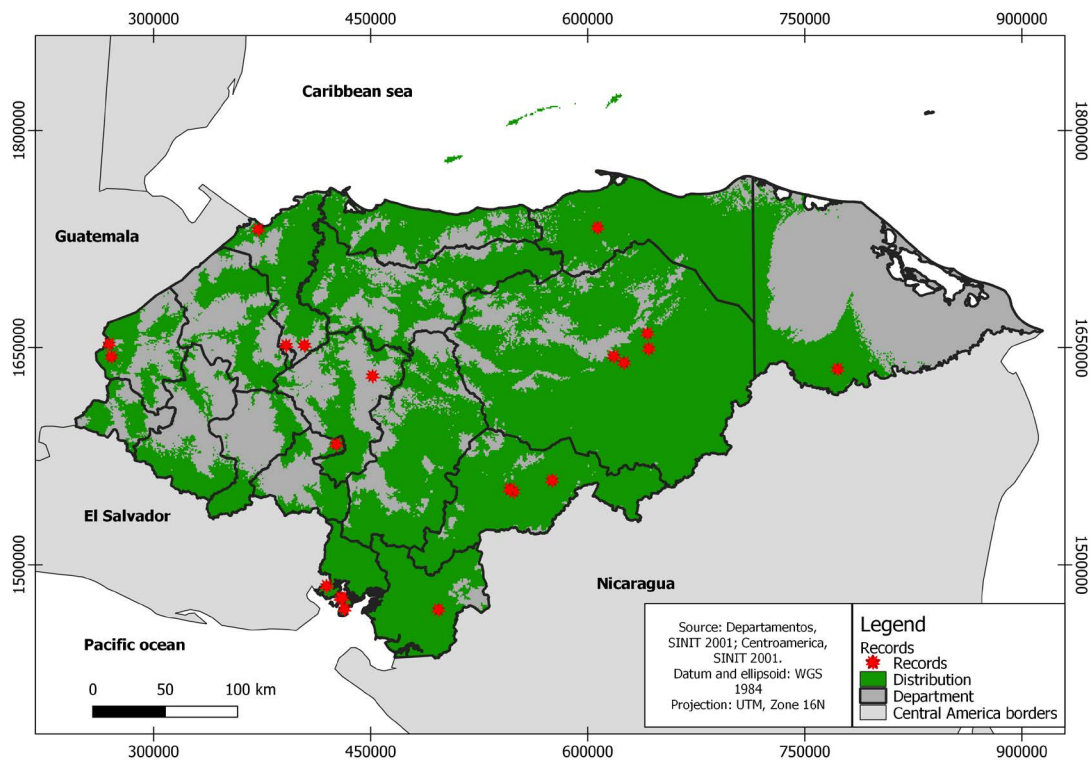 300000
450000
600000
750000
900000
Caribbean sea
1800000
1800000
Guatemala
1650000
1650000
El Salvador
1500000
1500000
Nicaragua
Pacific ocean
0
50
100 km
Source: Departamentos,
SINIT 2001; Centroamerica,
SINIT 2001.
Datum and ellipsoid: WGS
1984
Projection: UTM, Zone 16N
Legend
Records
Records
Distribution
Department
Central America borders
300000
450000
600000
750000
900000